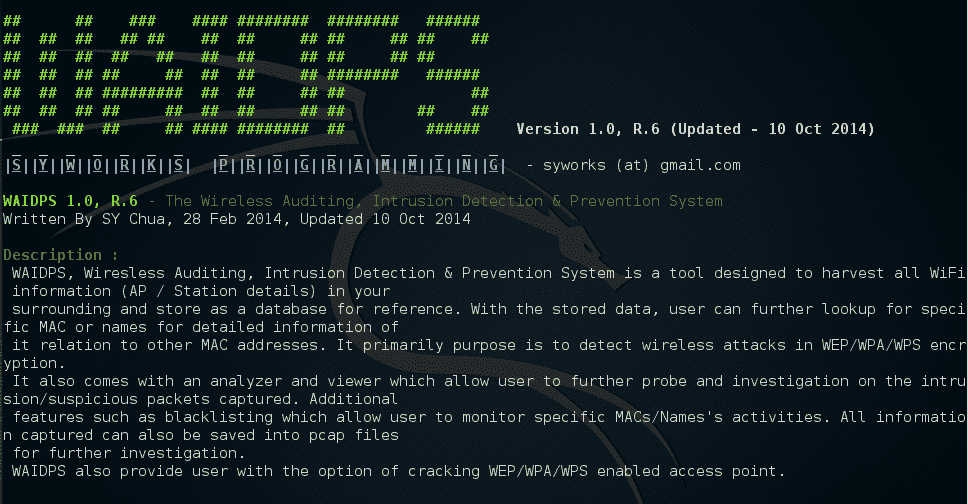 WAIDPS Version 1.0, R.6 (Updated - 10 Oct 2014)
|S||Y||W||O||R||K||S| |P||R||O||G||R||A||M||M||I||N||G| - syworks (at) gmail.com
WAIDPS 1.0, R.6 - The Wireless Auditing, Intrusion Detection & Prevention System
Written By SY Chua, 28 Feb 2014, Updated 10 Oct 2014
Description :
WAIDPS, Wiresless Auditing, Intrusion Detection & Prevention System is a tool designed to harvest all WiFi
information (AP / Station details) in your
surrounding and store as a database for reference. With the stored data, user can further lookup for speci
fic MAC or names for detailed information of
it relation to other MAC addresses. It primarily purpose is to detect wireless attacks in WEP/WPA/WPS encr
yption.
It also comes with an analyzer and viewer which allow user to further probe and investigation on the intru
sion/suspicious packets captured. Additional
features such as blacklisting which allow user to monitor specific MACs/Names's activities. All informatio
n captured can also be saved into pcap files
for further investigation.
WAIDPS also provide user with the option of cracking WEP/WPA/WPS enabled access point.